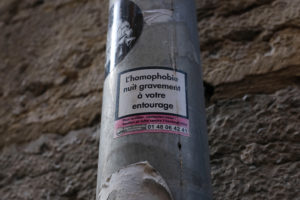 L'homophobie
nuit gravement
à votre
entourage
01 48 06 42 41